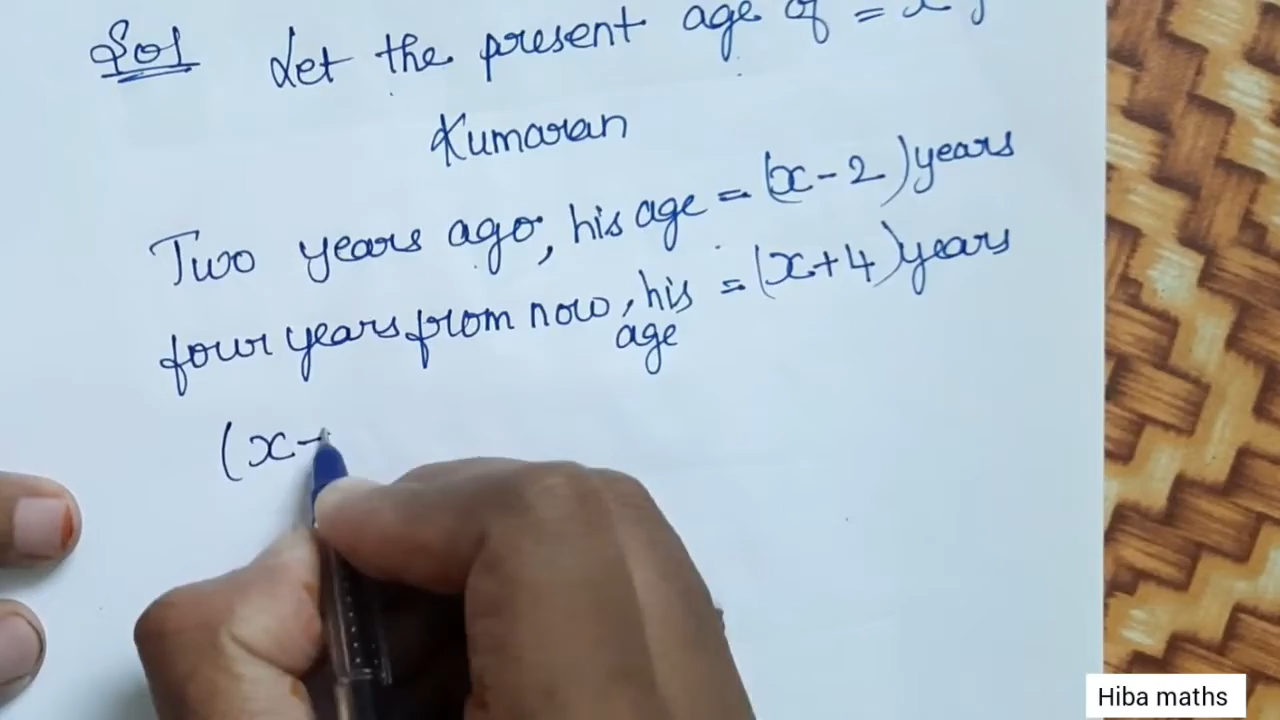 Sol Let the present age of = x
Kumaran
Two years ago, his age = (x-2) years
four years from now, his = (x+4) years
age
(x-
Hiba maths